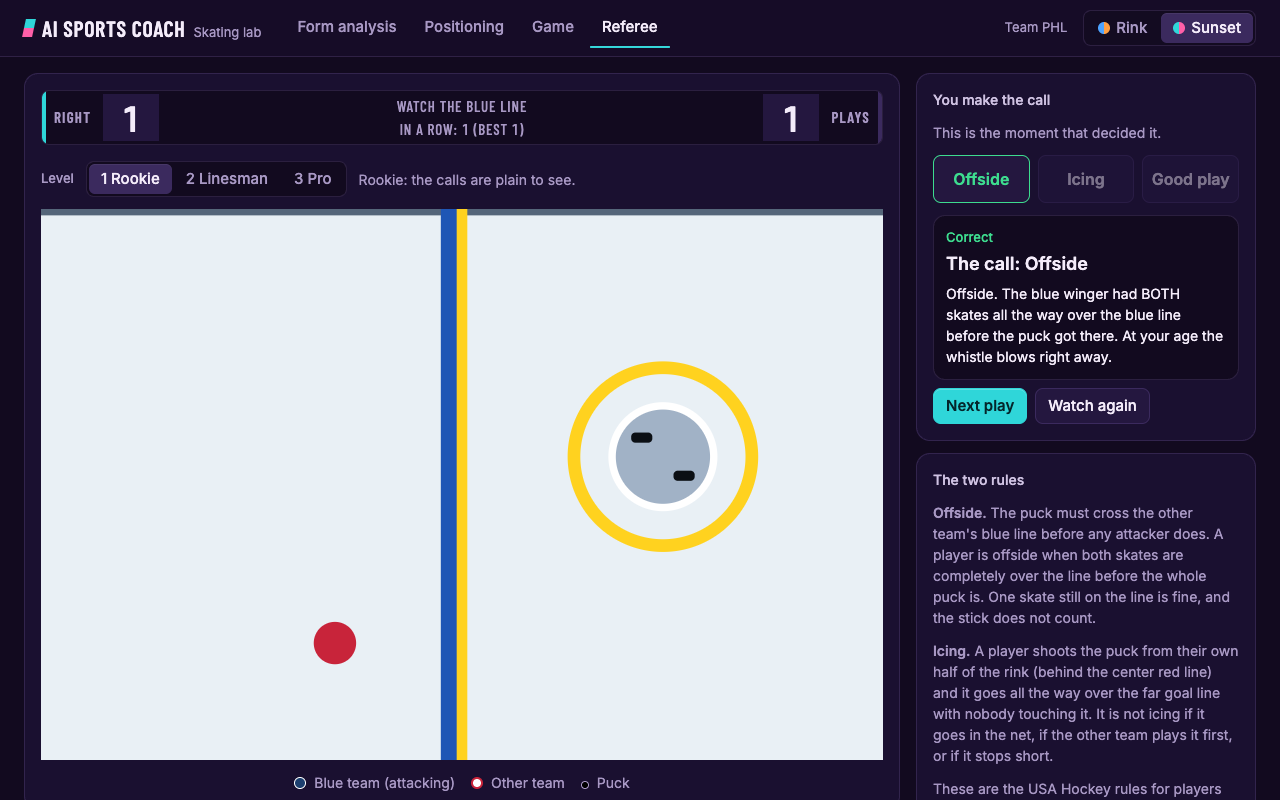 AI SPORTS COACH Skating lab Form analysis Positioning Game Referee Team PHL Rink Sunset
RIGHT 1 WATCH THE BLUE LINE 1 PLAYS
IN A ROW: 1 (BEST 1)
Level 1 Rookie 2 Linesman 3 Pro Rookie: the calls are plain to see.
Blue team (attacking) Other team Puck
You make the call
This is the moment that decided it.
Offside Icing Good play
Correct
The call: Offside
Offside. The blue winger had BOTH
skates all the way over the blue line
before the puck got there. At your age the
whistle blows right away.
Next play Watch again
The two rules
Offside. The puck must cross the other
team's blue line before any attacker does. A
player is offside when both skates are
completely over the line before the whole
puck is. One skate still on the line is fine, and
the stick does not count.
Icing. A player shoots the puck from their own
half of the rink (behind the center red line)
and it goes all the way over the far goal line
with nobody touching it. It is not icing if it
goes in the net, if the other team plays it first,
or if it stops short.
These are the USA Hockey rules for players